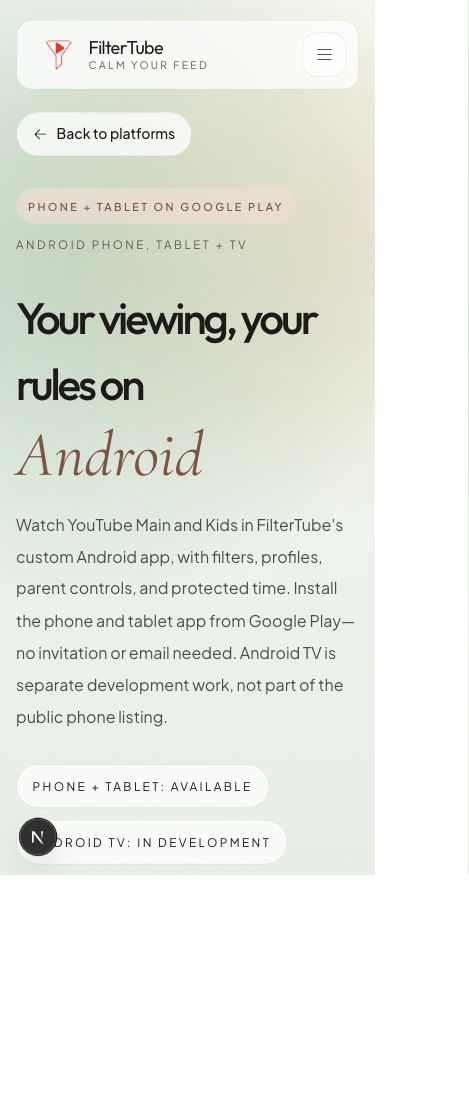 FilterTube
CALM YOUR FEED
← Back to platforms
PHONE + TABLET ON GOOGLE PLAY
ANDROID PHONE, TABLET + TV
Your viewing, your
rules on
Android
Watch YouTube Main and Kids in FilterTube's
custom Android app, with filters, profiles,
parent controls, and protected time. Install
the phone and tablet app from Google Play—
no invitation or email needed. Android TV is
separate development work, not part of the
public phone listing.
PHONE + TABLET: AVAILABLE
N
DROID TV: IN DEVELOPMENT